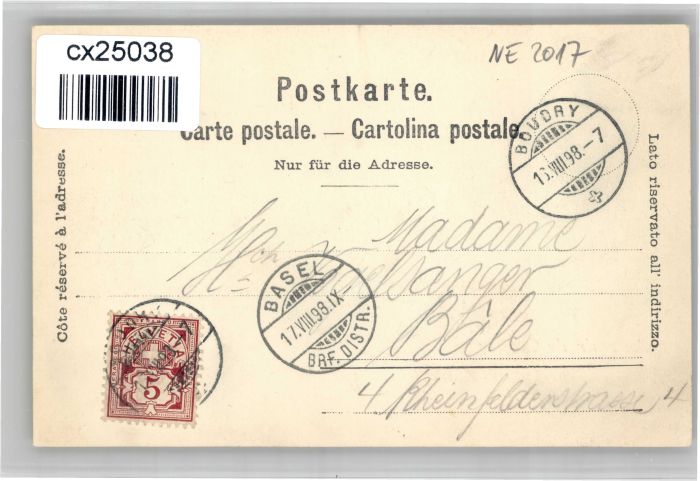 cx25038
NE 2017
Postkarte.
Carte postale. — Cartolina postale.
Nur für die Adresse.
Côte réservé à l'adresse.
Lato riservato all' indirizzo.
BOUDRY
VIII.98.-7
Madame
BASEL
17.VIII.98.IX
BRF. DISTR.
Bâle
HELVETIA
5
4 Rheinfelderstrasse 4